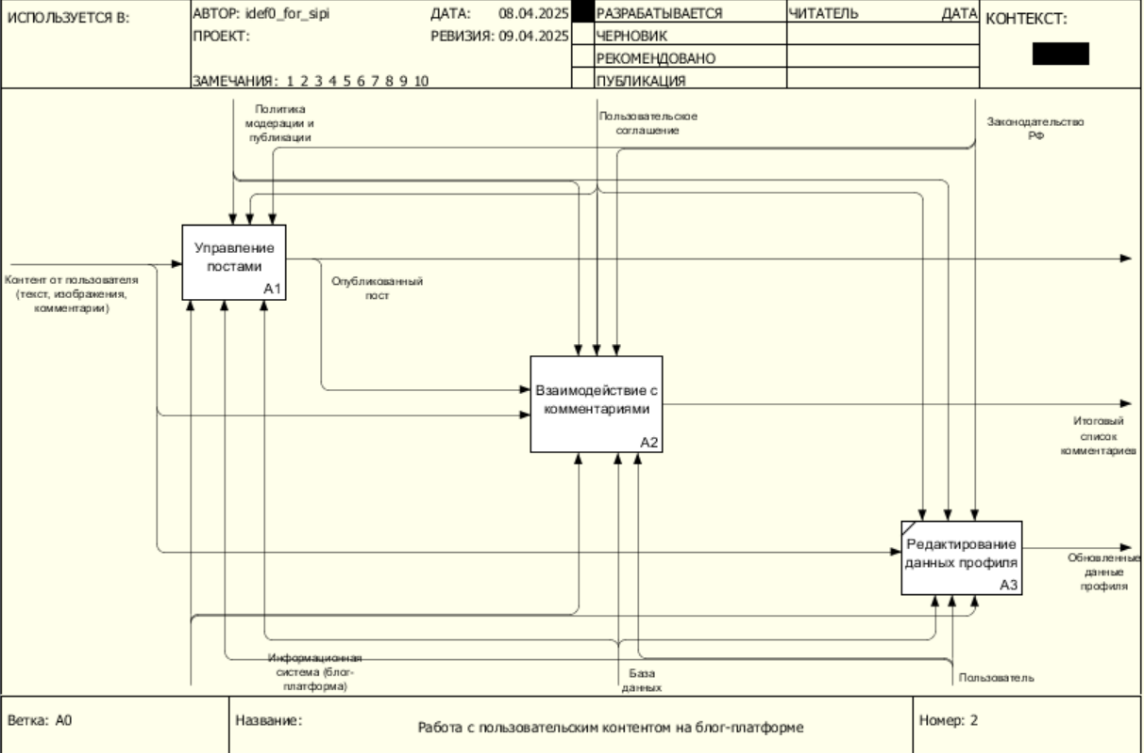 ИСПОЛЬЗУЕТСЯ В:
АВТОР: idef0_for_sipi
ДАТА: 08.04.2025
ПРОЕКТ:
РЕВИЗИЯ: 09.04.2025
ЗАМЕЧАНИЯ: 1 2 3 4 5 6 7 8 9 10
РАЗРАБАТЫВАЕТСЯ
ЧЕРНОВИК
РЕКОМЕНДОВАНО
ПУБЛИКАЦИЯ
ЧИТАТЕЛЬ
ДАТА
КОНТЕКСТ:
Политика
модерации и
публикации
Пользовательское
соглашение
Законодательство
РФ
Управление
постами
A1
Контент от пользователя
(текст, изображения,
комментарии)
Опубликованный
пост
Взаимодействие с
комментариями
A2
Итоговый
список
комментариев
Редактирование
данных профиля
A3
Обновленные
данные
профиля
Информационная
система (блог-
платформа)
База
данных
Пользователь
Ветка: A0
Название:
Работа с пользовательским контентом на блог-платформе
Номер: 2